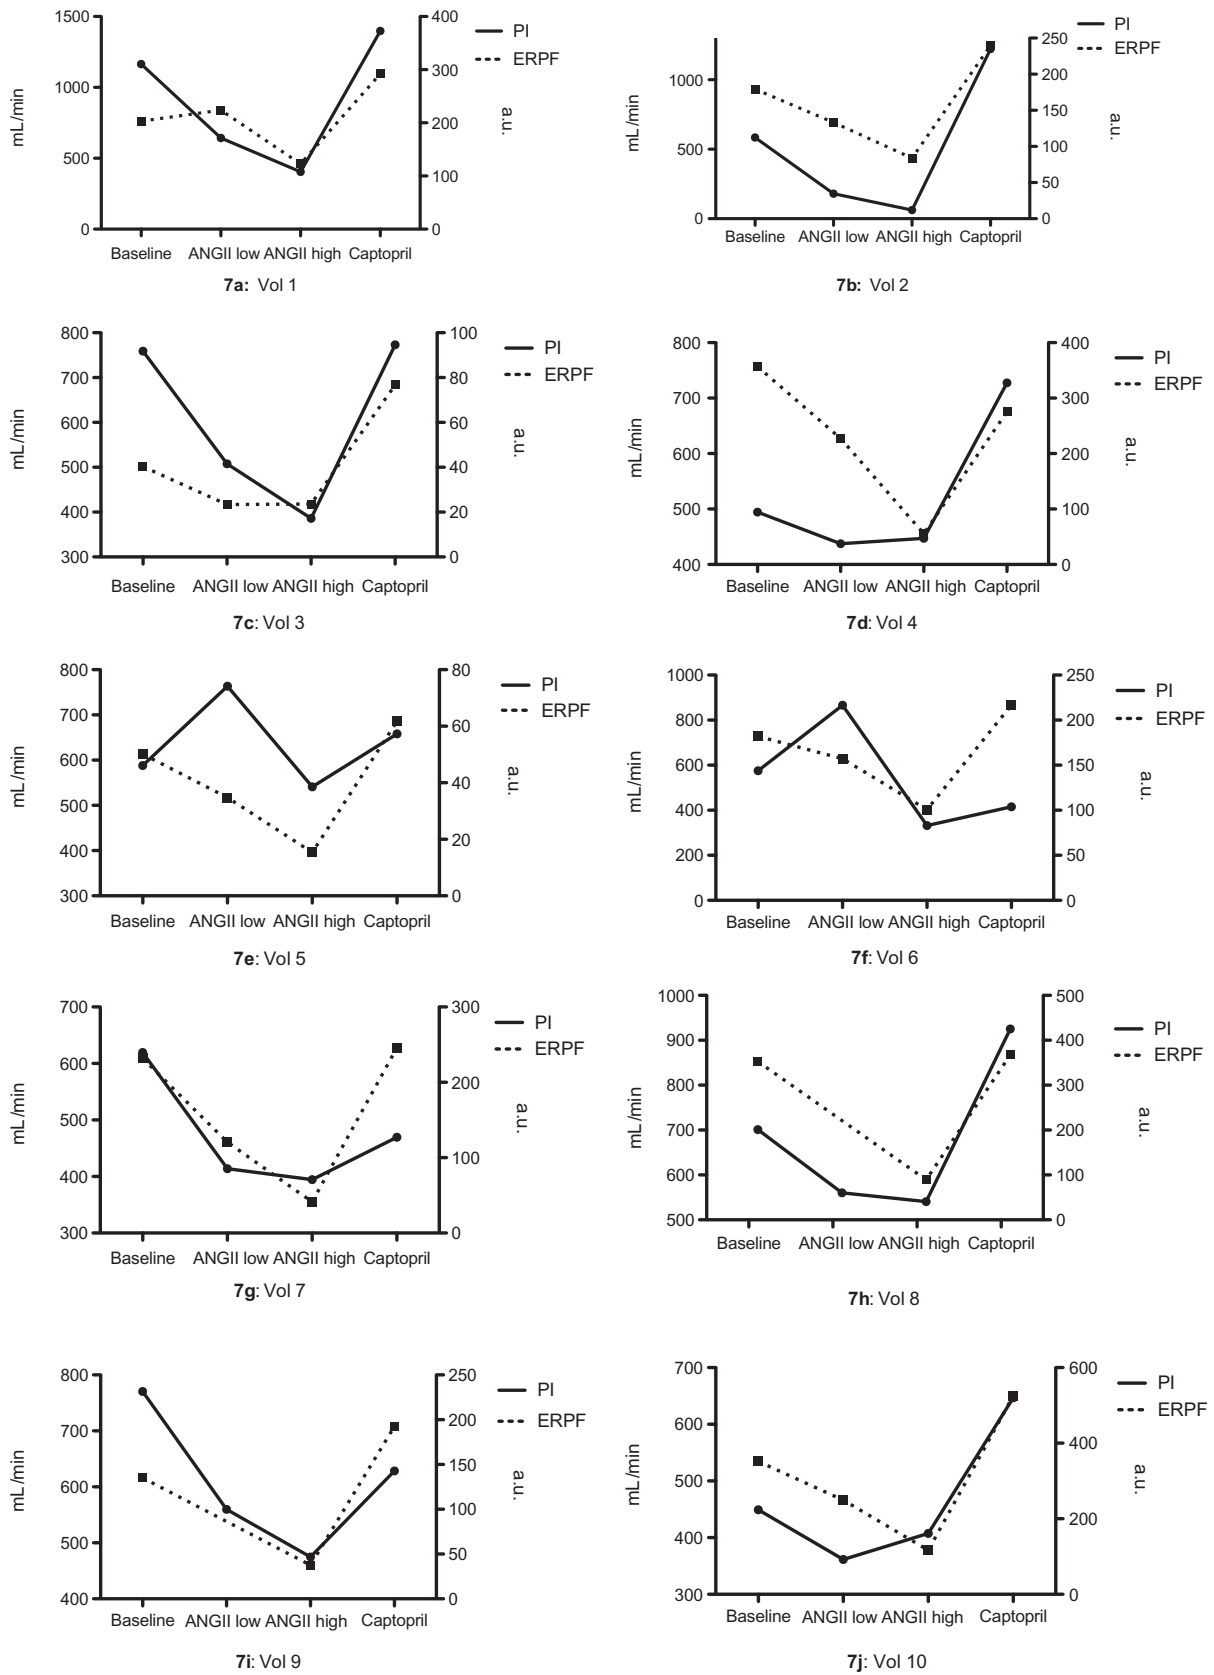 1500
1000
500
0
mL/min
400
300
200
100
0
a.u.
PI
ERPF
Baseline ANGII low ANGII high Captopril
7a: Vol 1
1000
500
0
mL/min
250
200
150
100
50
0
a.u.
PI
ERPF
Baseline ANGII low ANGII high Captopril
7b: Vol 2
800
700
600
500
400
300
mL/min
100
80
60
40
20
0
a.u.
PI
ERPF
Baseline ANGII low ANGII high Captopril
7c: Vol 3
800
700
600
500
400
mL/min
400
300
200
100
0
a.u.
PI
ERPF
Baseline ANGII low ANGII high Captopril
7d: Vol 4
800
700
600
500
400
300
mL/min
80
60
40
20
0
a.u.
PI
ERPF
Baseline ANGII low ANGII high Captopril
7e: Vol 5
1000
800
600
400
200
0
mL/min
250
200
150
100
50
0
a.u.
PI
ERPF
Baseline ANGII low ANGII high Captopril
7f: Vol 6
700
600
500
400
300
mL/min
300
200
100
0
a.u.
PI
ERPF
Baseline ANGII low ANGII high Captopril
7g: Vol 7
1000
900
800
700
600
500
mL/min
500
400
300
200
100
0
a.u.
PI
ERPF
Baseline ANGII low ANGII high Captopril
7h: Vol 8
800
700
600
500
400
mL/min
250
200
150
100
50
0
a.u.
PI
ERPF
Baseline ANGII low ANGII high Captopril
7i: Vol 9
700
600
500
400
300
mL/min
600
400
200
0
a.u.
PI
ERPF
Baseline ANGII low ANGII high Captopril
7j: Vol 10